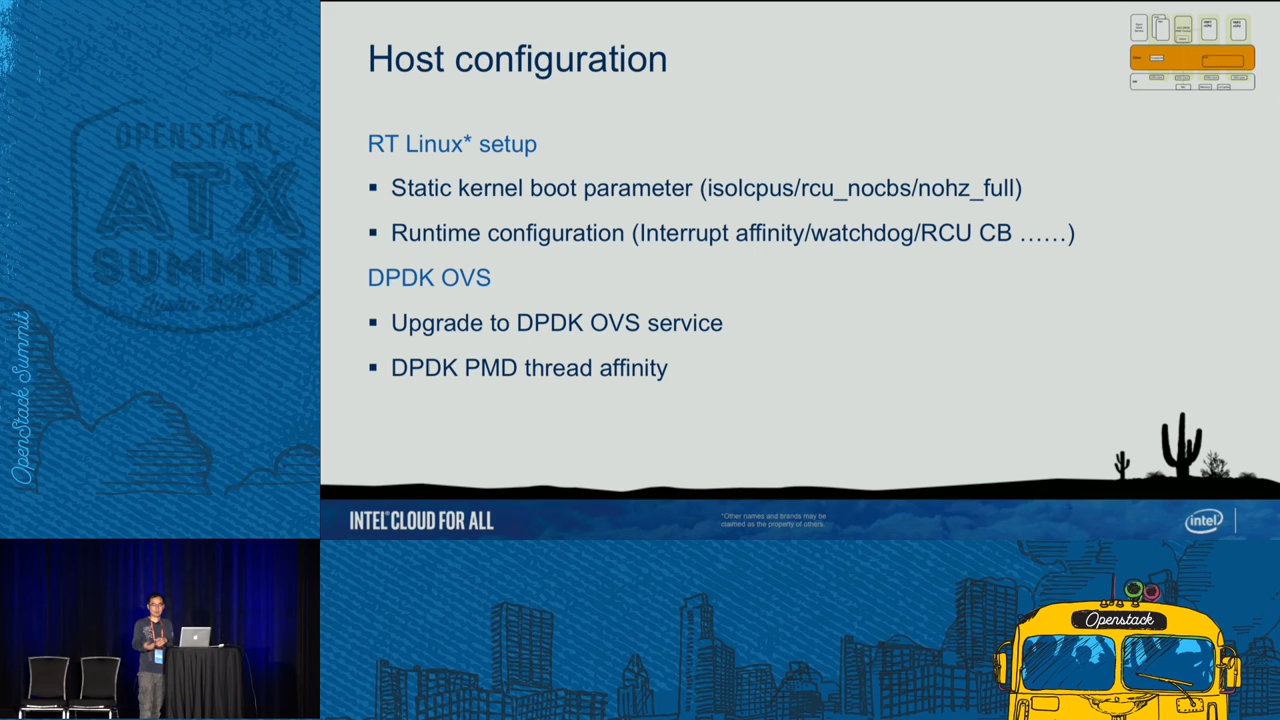 Host configuration
RT Linux* setup
▪ Static kernel boot parameter (isolcpus/rcu_nocbs/nohz_full)
▪ Runtime configuration (Interrupt affinity/watchdog/RCU CB ……)
DPDK OVS
▪ Upgrade to DPDK OVS service
▪ DPDK PMD thread affinity
INTEL® CLOUD FOR ALL
*Other names and brands may be
claimed as the property of others.
intel
OPENSTACK
ATX
SUMMIT
Austin 2016
OpenStack Summit
Openstack